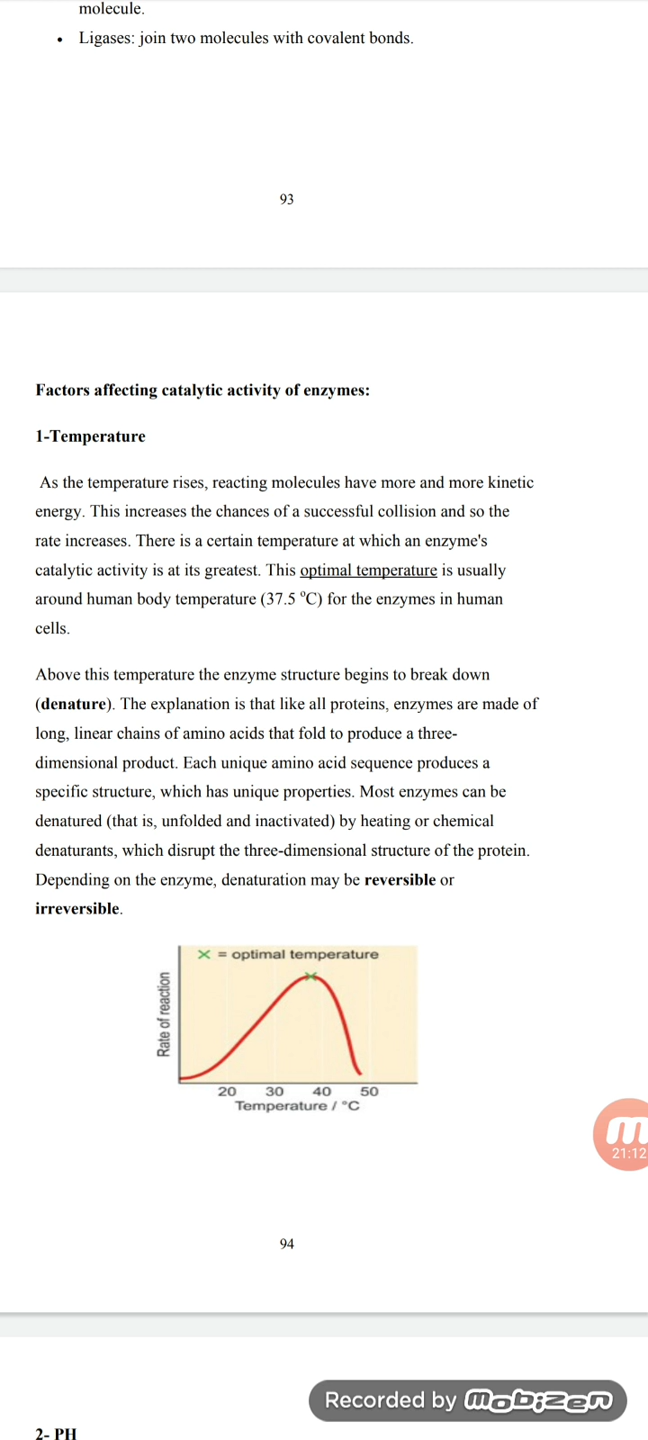 molecule.
• Ligases: join two molecules with covalent bonds.
93
Factors affecting catalytic activity of enzymes:
1-Temperature
As the temperature rises, reacting molecules have more and more kinetic
energy. This increases the chances of a successful collision and so the
rate increases. There is a certain temperature at which an enzyme's
catalytic activity is at its greatest. This optimal temperature is usually
around human body temperature (37.5 °C) for the enzymes in human
cells.
Above this temperature the enzyme structure begins to break down
(denature). The explanation is that like all proteins, enzymes are made of
long, linear chains of amino acids that fold to produce a three-
dimensional product. Each unique amino acid sequence produces a
specific structure, which has unique properties. Most enzymes can be
denatured (that is, unfolded and inactivated) by heating or chemical
denaturants, which disrupt the three-dimensional structure of the protein.
Depending on the enzyme, denaturation may be reversible or
irreversible.
X = optimal temperature
Rate of reaction
20 30 40 50
Temperature / °C
m
21:12
94
Recorded by mobizen
2- PH